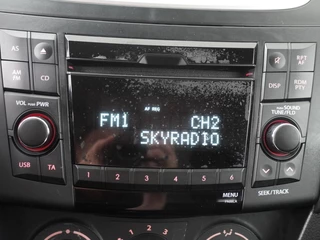 AS
RPT
AF
AM
FM
CD
DISP
RDM
PTY
AF REG
VOL PWR
SOUND
TUNE/FLD
FM1 CH2
SKYRADIO
USB TA
1 2 3 4 5 6
MENU
SEEK/TRACK